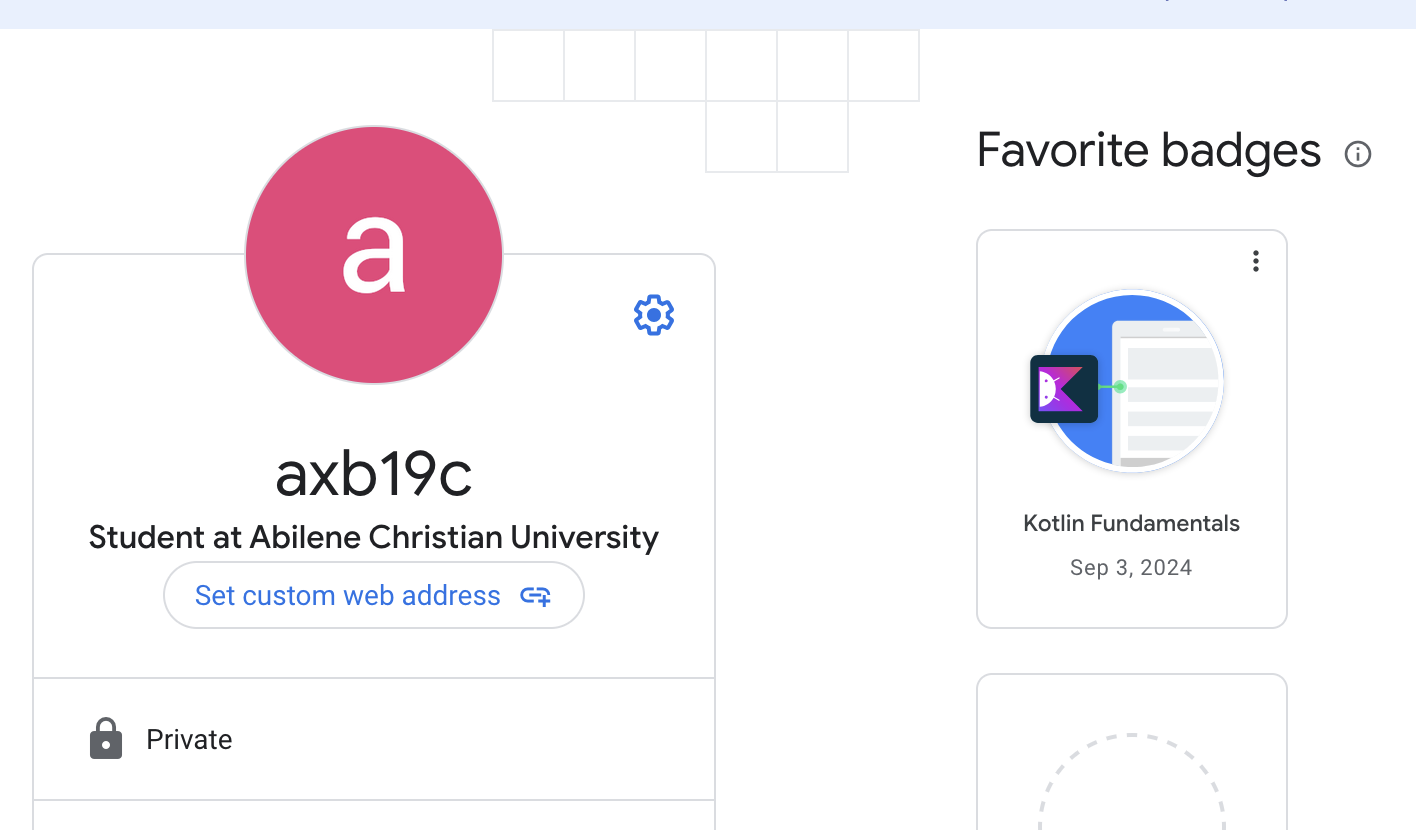 a
axb19c
Student at Abilene Christian University
Set custom web address
Private
Favorite badges
Kotlin Fundamentals
Sep 3, 2024